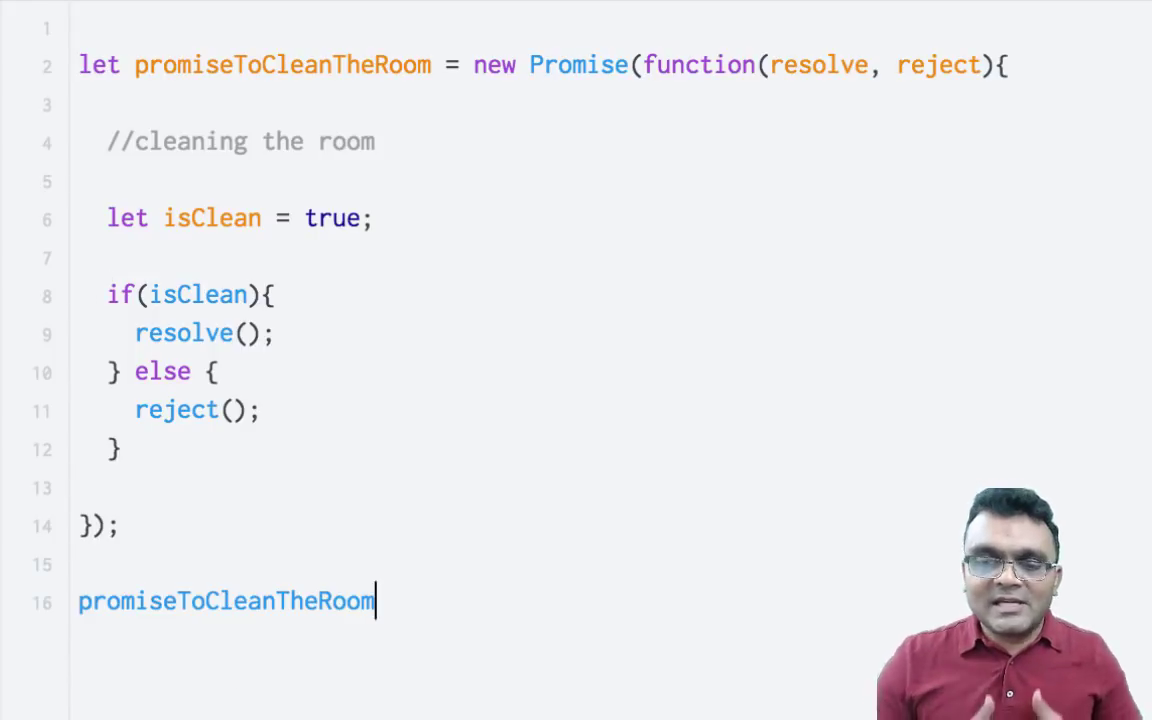 1
2 let promiseToCleanTheRoom = new Promise(function(resolve, reject){
3
4 //cleaning the room
5
6 let isClean = true;
7
8 if(isClean){
9 resolve();
10 } else {
11 reject();
12 }
13
14 });
15
16 promiseToCleanTheRoom